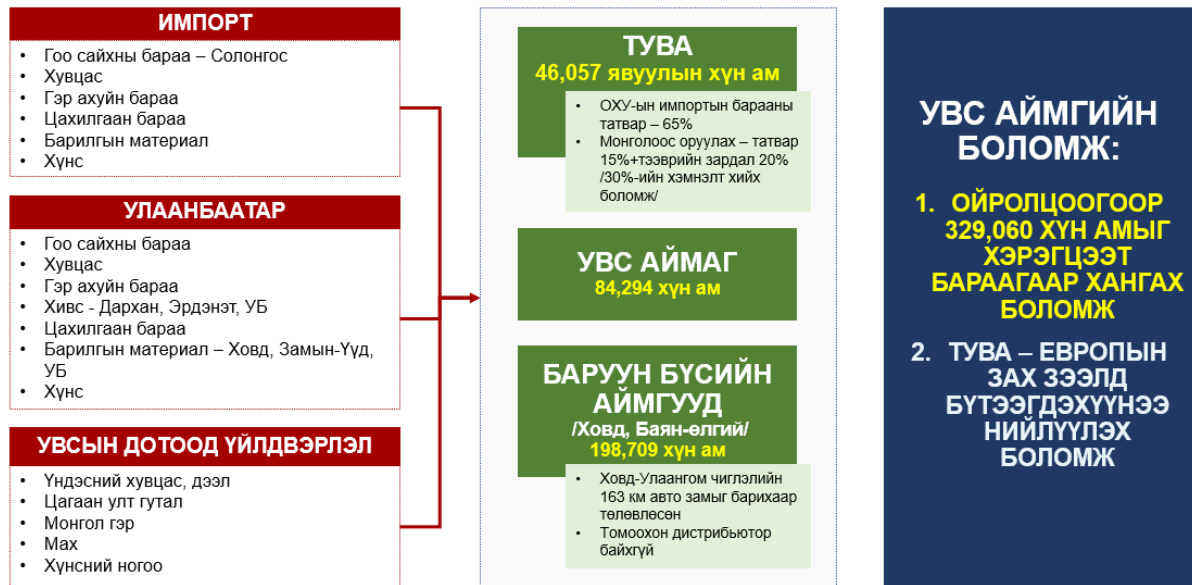 ИМПОРТ
• Гоо сайхны бараа – Солонгос
• Хувцас
• Гэр ахуйн бараа
• Цахилгаан бараа
• Барилгын материал
• Хүнс
УЛААНБААТАР
• Гоо сайхны бараа
• Хувцас
• Гэр ахуйн бараа
• Хивс - Дархан, Эрдэнэт, УБ
• Цахилгаан бараа
• Барилгын материал – Ховд, Замын-Үүд,
УБ
• Хүнс
УВСЫН ДОТООД ҮЙЛДВЭРЛЭЛ
• Үндэсний хувцас, дээл
• Цагаан улт гутал
• Монгол гэр
• Мах
• Хүнсний ногоо
ТУВА
46,057 явуулын хүн ам
• ОХУ-ын импортын барааны
татвар – 65%
• Монголоос оруулах – татвар
15%+тээврийн зардал 20%
/30%-ийн хэмнэлт хийх
боломж/
УВС АЙМАГ
84,294 хүн ам
БАРУУН БҮСИЙН
АЙМГУУД
/Ховд, Баян-өлгий/
198,709 хүн ам
• Ховд-Улаангом чиглэлийн
163 км авто замыг барихаар
төлөвлөсөн
• Томоохон дистрибьютор
байхгүй
УВС АЙМГИЙН
БОЛОМЖ:
1. ОЙРОЛЦООГООР
329,060 ХҮН АМЫГ
ХЭРЭГЦЭЭТ
БАРААГААР ХАНГАХ
БОЛОМЖ
2. ТУВА – ЕВРОПЫН
ЗАХ ЗЭЭЛД
БҮТЭЭГДЭХҮҮНЭЭ
НИЙЛҮҮЛЭХ
БОЛОМЖ